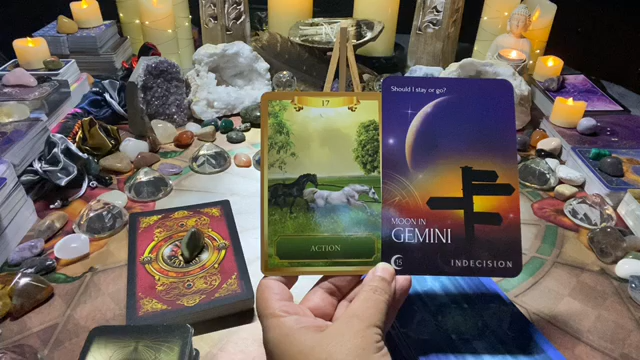 17
ACTION
Should I stay or go?
MOON IN
GEMINI
15
INDECISION